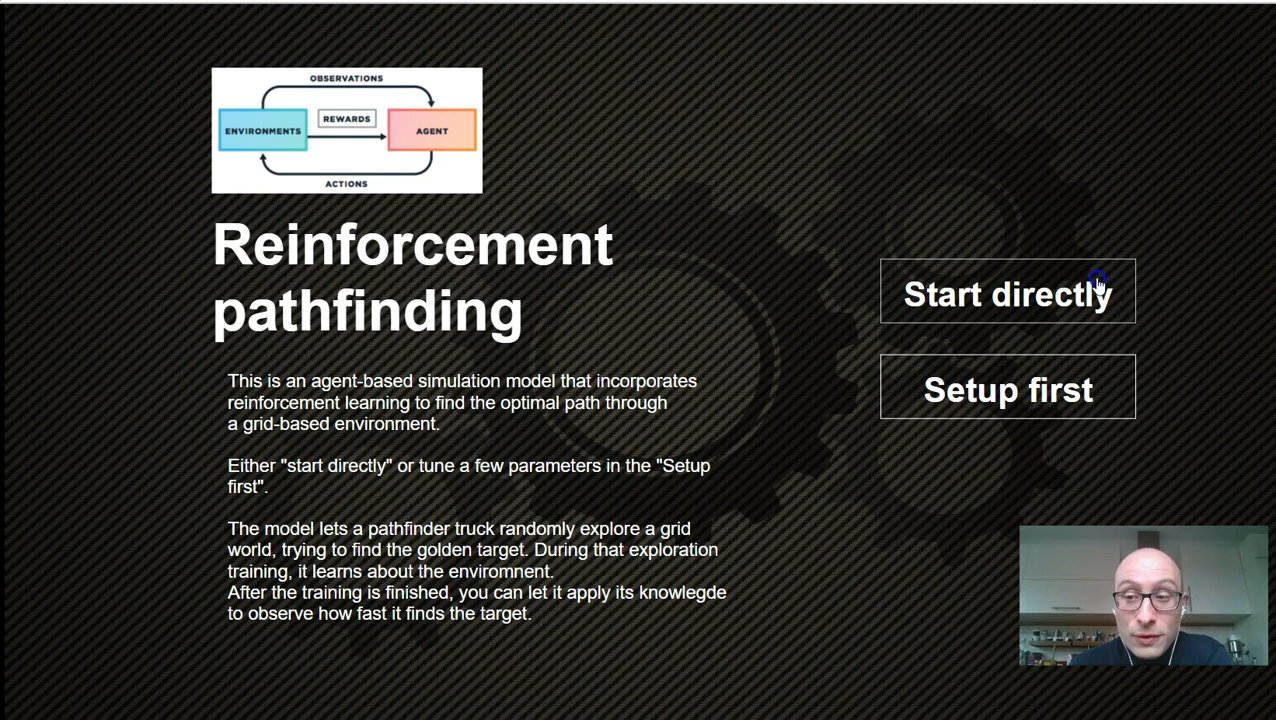 OBSERVATIONS
ENVIRONMENTS
REWARDS
AGENT
ACTIONS
Reinforcement
pathfinding
This is an agent-based simulation model that incorporates
reinforcement learning to find the optimal path through
a grid-based environment.
Either "start directly" or tune a few parameters in the "Setup
first".
The model lets a pathfinder truck randomly explore a grid
world, trying to find the golden target. During that exploration
training, it learns about the enviromnent.
After the training is finished, you can let it apply its knowlegde
to observe how fast it finds the target.
Start directly
Setup first